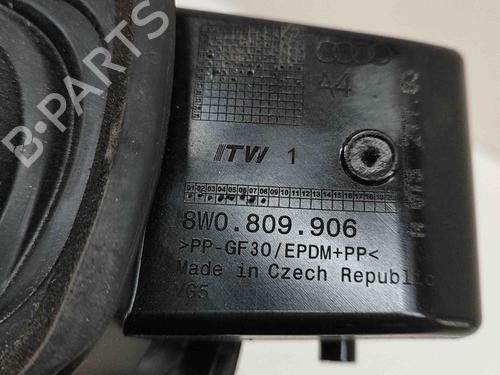 A4
ITW 1
01 02 03 04 05 06 07 08 09 10 11 12 13 14 15 16 17 18 19
8W0.809.906
>PP-GF30/EPDM+PP<
Made in Czech Republic
VG5
B-PARTS